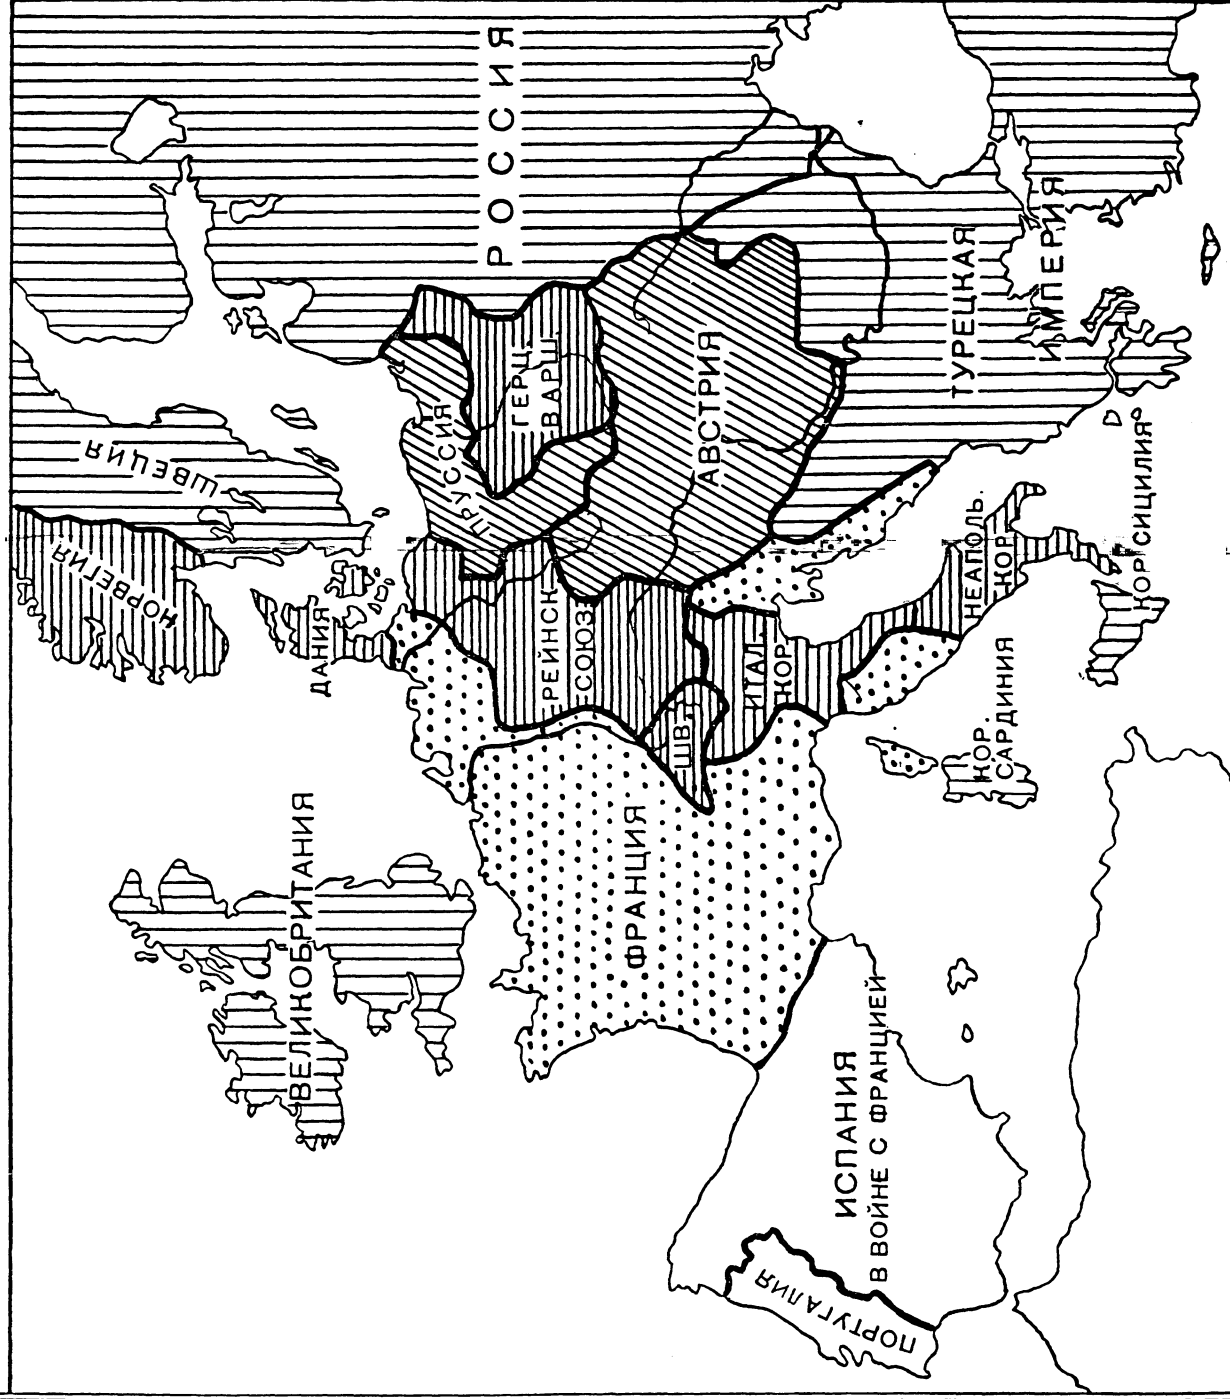 НОРВЕГИЯ
ШВЕЦИЯ
РОССИЯ
ВЕЛИКОБРИТАНИЯ
ДАНИЯ
ПРУССИЯ
ГЕРЦ.
ВАРШ.
РЕЙНСК.
СОЮЗ
ФРАНЦИЯ
ШВ.
АВСТРИЯ
ИТАЛ.
КОР.
ПОРТУГАЛИЯ
ИСПАНИЯ
В ВОЙНЕ С ФРАНЦИЕЙ
КОР.
САРДИНИЯ
НЕАПОЛЬ.
КОР.
ТУРЕЦКАЯ
ИМПЕРИЯ
КОР. СИЦИЛИЯ